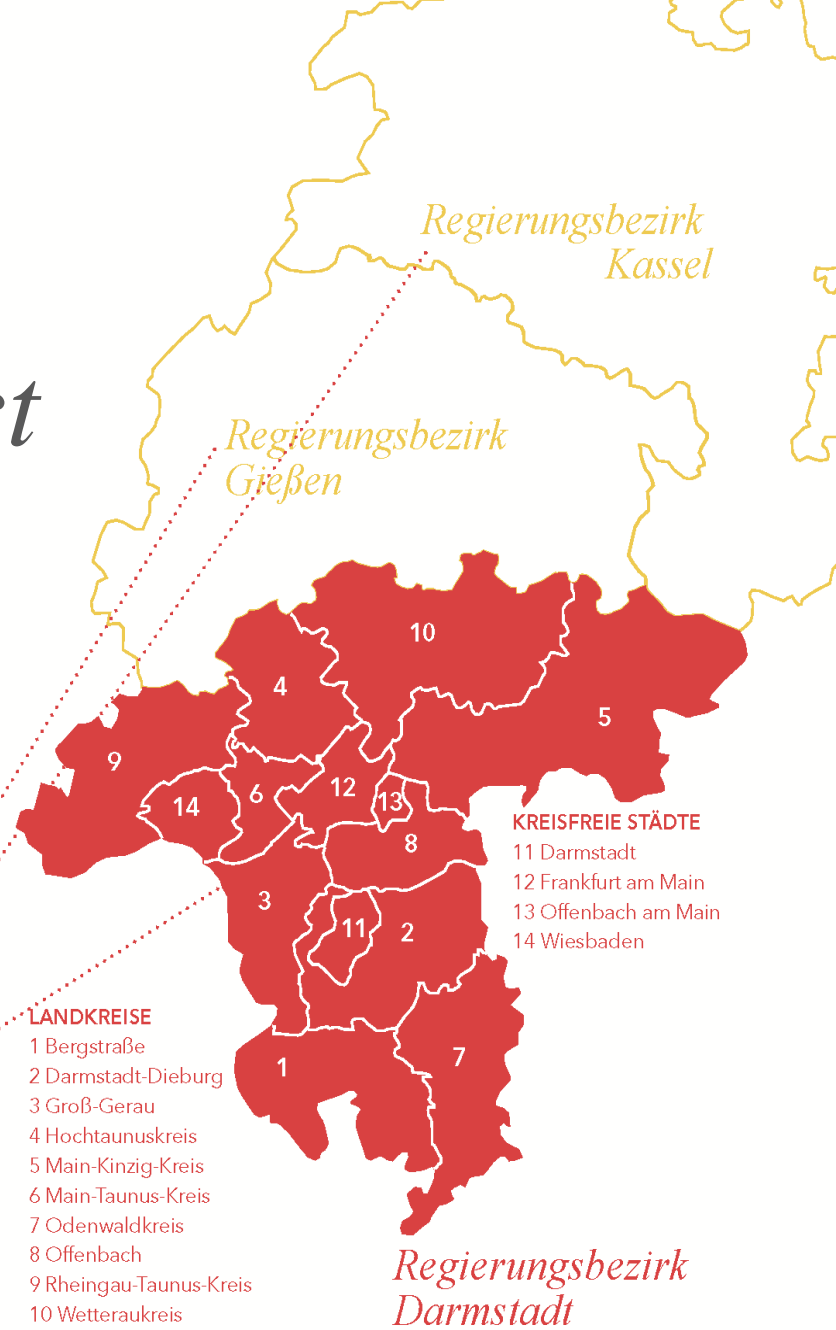 Regierungsbezirk
Kassel
Regierungsbezirk
Gießen
10
4
5
9
14
6
12
13
8
3
11
2
1
7
KREISFREIE STÄDTE
11 Darmstadt
12 Frankfurt am Main
13 Offenbach am Main
14 Wiesbaden
LANDKREISE
1 Bergstraße
2 Darmstadt-Dieburg
3 Groß-Gerau
4 Hochtaunuskreis
5 Main-Kinzig-Kreis
6 Main-Taunus-Kreis
7 Odenwaldkreis
8 Offenbach
9 Rheingau-Taunus-Kreis
10 Wetteraukreis
Regierungsbezirk
Darmstadt